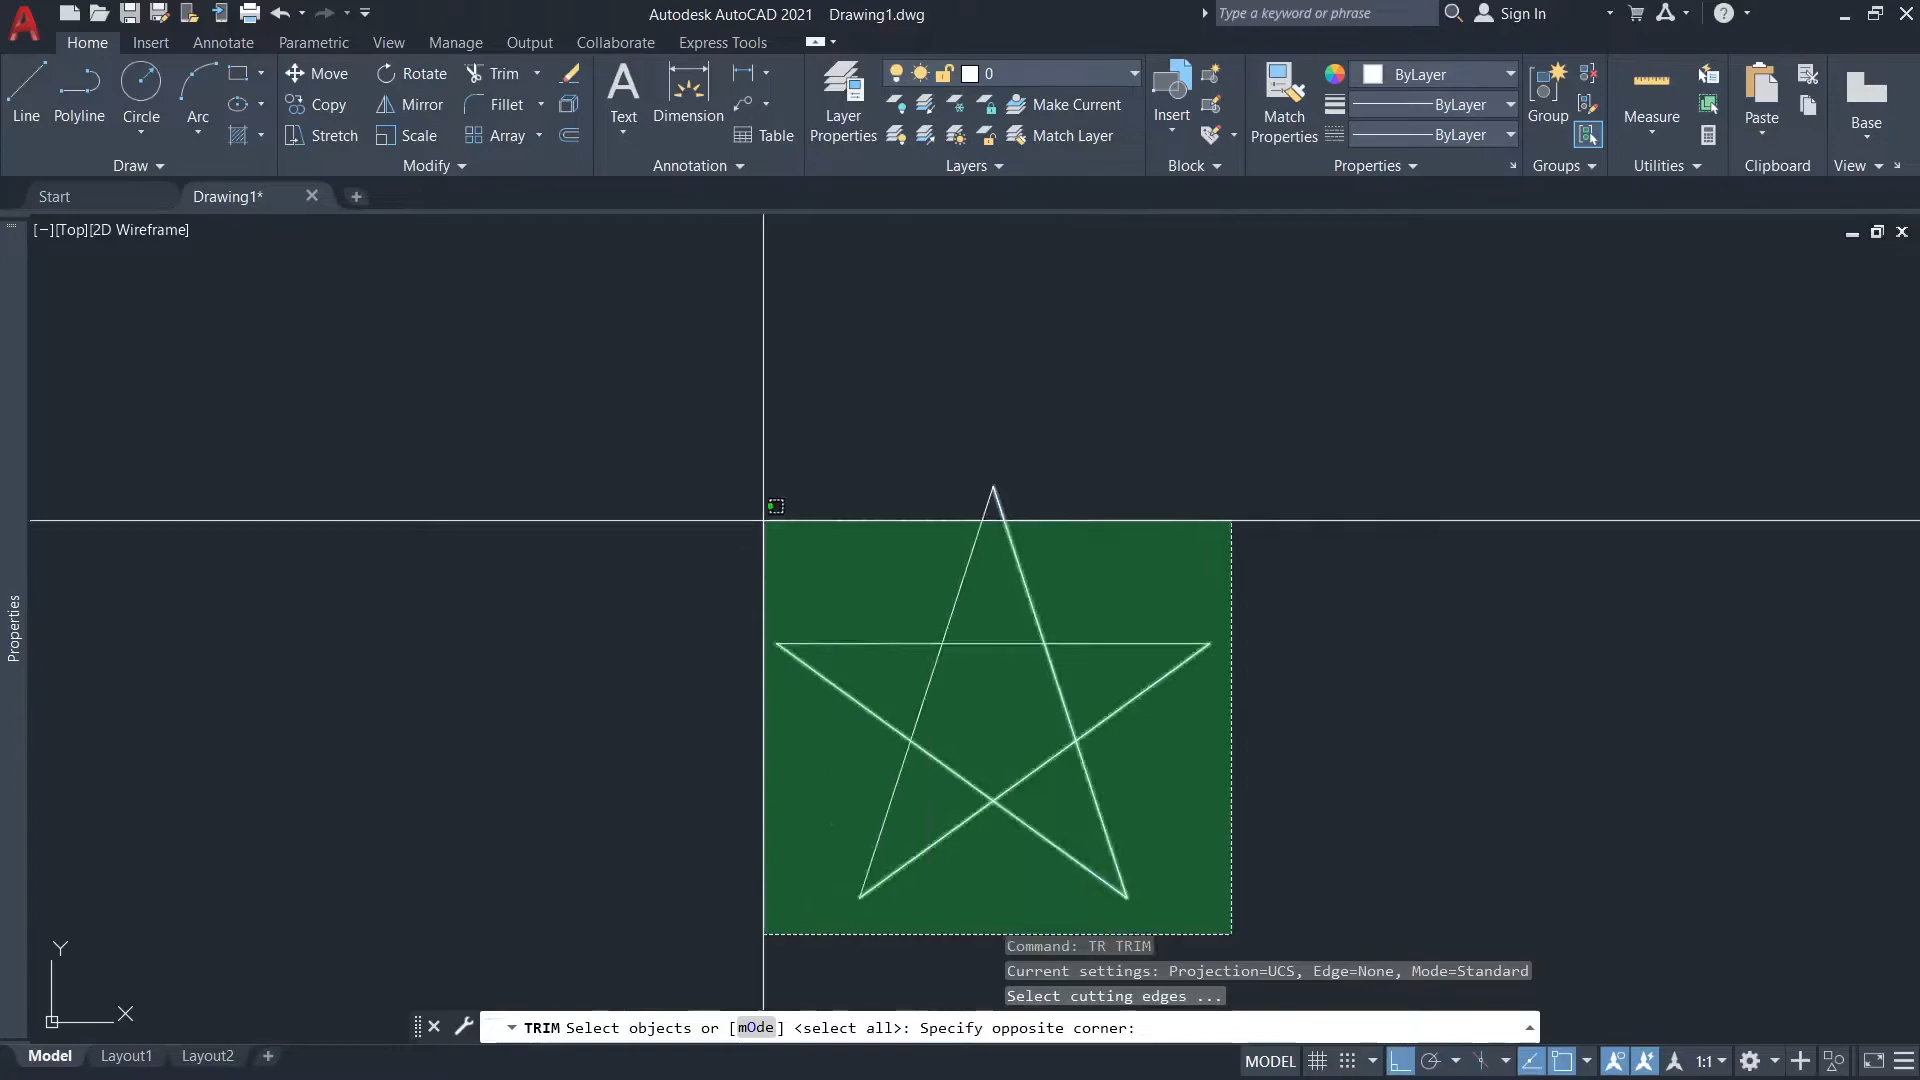 Autodesk AutoCAD 2021 Drawing1.dwg
Type a keyword or phrase
Sign In
Home Insert Annotate Parametric View Manage Output Collaborate Express Tools
Line Polyline Circle Arc
Move Rotate Trim
Copy Mirror Fillet
Stretch Scale Array
Text Dimension Table
Layer Properties
0
Make Current
Match Layer
Insert
Match Properties
ByLayer
ByLayer
ByLayer
Group
Measure
Paste
Base
Draw Modify Annotation Layers Block Properties Groups Utilities Clipboard View
Start Drawing1*
[−][Top][2D Wireframe]
Properties
Y
X
Command: TR TRIM
Current settings: Projection=UCS, Edge=None, Mode=Standard
Select cutting edges ...
TRIM Select objects or [mOde] <select all>: Specify opposite corner:
Model Layout1 Layout2
MODEL 1:1